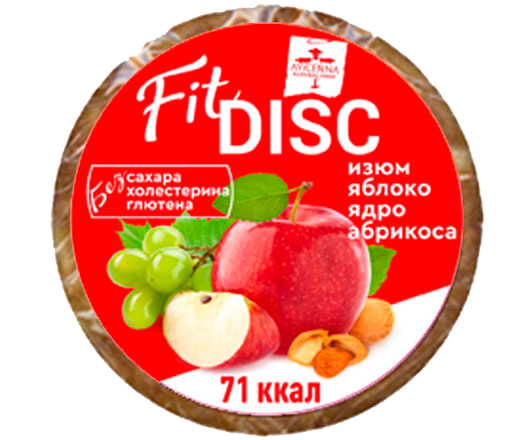 AVICENNA
Fit
DISC
Без
сахара
холестерина
глютена
изюм
яблоко
ядро
абрикоса
71 ккал